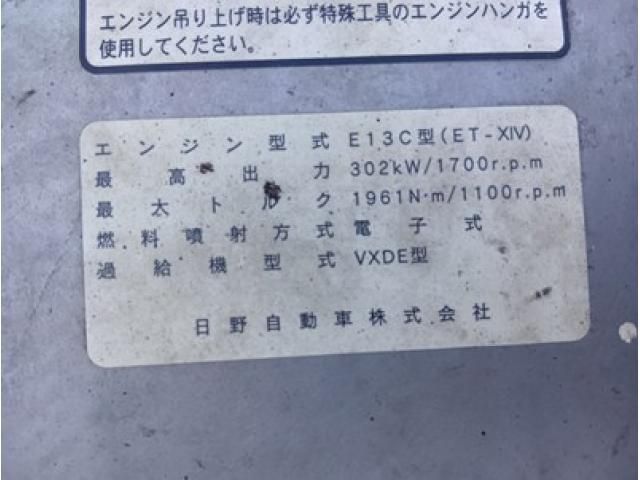 エンジン吊り上げ時は必ず特殊工具のエンジンハンガを
使用してください。
エンジン型式 E13C型(ET-XⅣ)
最高出力 302kW/1700r.p.m
最大トルク 1961N·m/1100r.p.m
燃料噴射方式 電子式
過給機型式 VXDE型
日野自動車株式会社